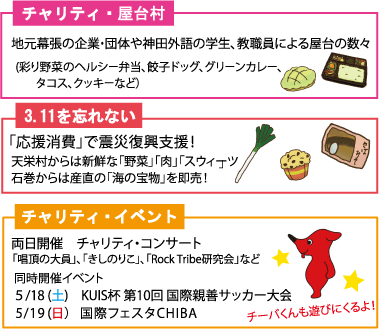 チャリティ・屋台村
地元幕張の企業・団体や神田外語の学生、教職員による屋台の数々
(彩り野菜のヘルシー弁当、餃子ドッグ、グリーンカレー、
タコス、クッキーなど)
3.11を忘れない
「応援消費」で震災復興支援!
天栄村からは新鮮な「野菜」「肉」「スウィーツ
石巻からは産直の「海の宝物」を即売!
チャリティ・イベント
両日開催 チャリティ・コンサート
「唱頂の大員」、「きしのりこ」、「Rock Tribe研究会」など
同時開催イベント
5/18(土) KUIS杯 第10回 国際親善サッカー大会
5/19(日) 国際フェスタCHIBA
チーバくんも遊びにくるよ!